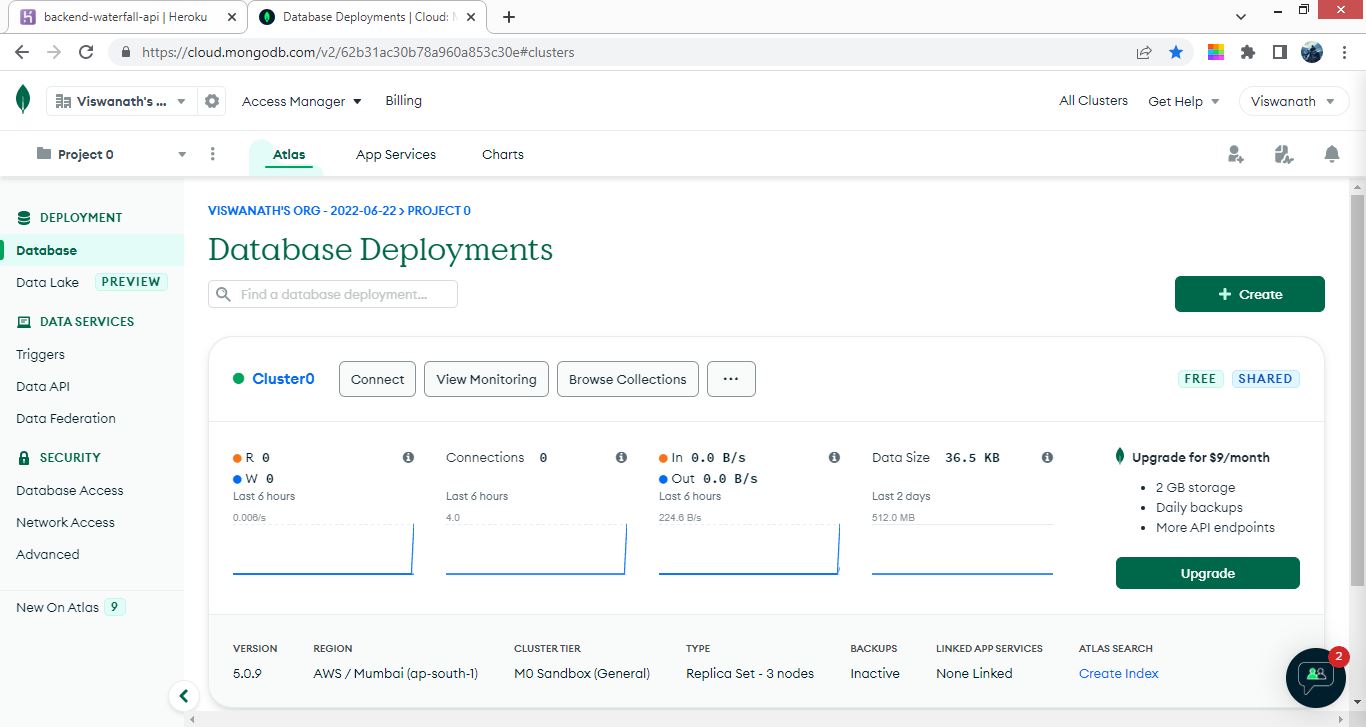 backend-waterfall-api | Heroku
Database Deployments | Cloud: M
https://cloud.mongodb.com/v2/62b31ac30b78a960a853c30e#clusters
Viswanath's ...
Access Manager
Billing
All Clusters
Get Help
Viswanath
Project 0
Atlas
App Services
Charts
DEPLOYMENT
Database
Data Lake PREVIEW
DATA SERVICES
Triggers
Data API
Data Federation
SECURITY
Database Access
Network Access
Advanced
New On Atlas 9
VISWANATH'S ORG - 2022-06-22 > PROJECT 0
Database Deployments
Find a database deployment...
+ Create
Cluster0
Connect
View Monitoring
Browse Collections
...
FREE
SHARED
R 0
W 0
Last 6 hours
0.006/s
Connections 0
Last 6 hours
4.0
In 0.0 B/s
Out 0.0 B/s
Last 6 hours
224.6 B/s
Data Size 36.5 KB
Last 2 days
512.0 MB
Upgrade for $9/month
• 2 GB storage
• Daily backups
• More API endpoints
Upgrade
VERSION
5.0.9
REGION
AWS / Mumbai (ap-south-1)
CLUSTER TIER
M0 Sandbox (General)
TYPE
Replica Set - 3 nodes
BACKUPS
Inactive
LINKED APP SERVICES
None Linked
ATLAS SEARCH
Create Index
2